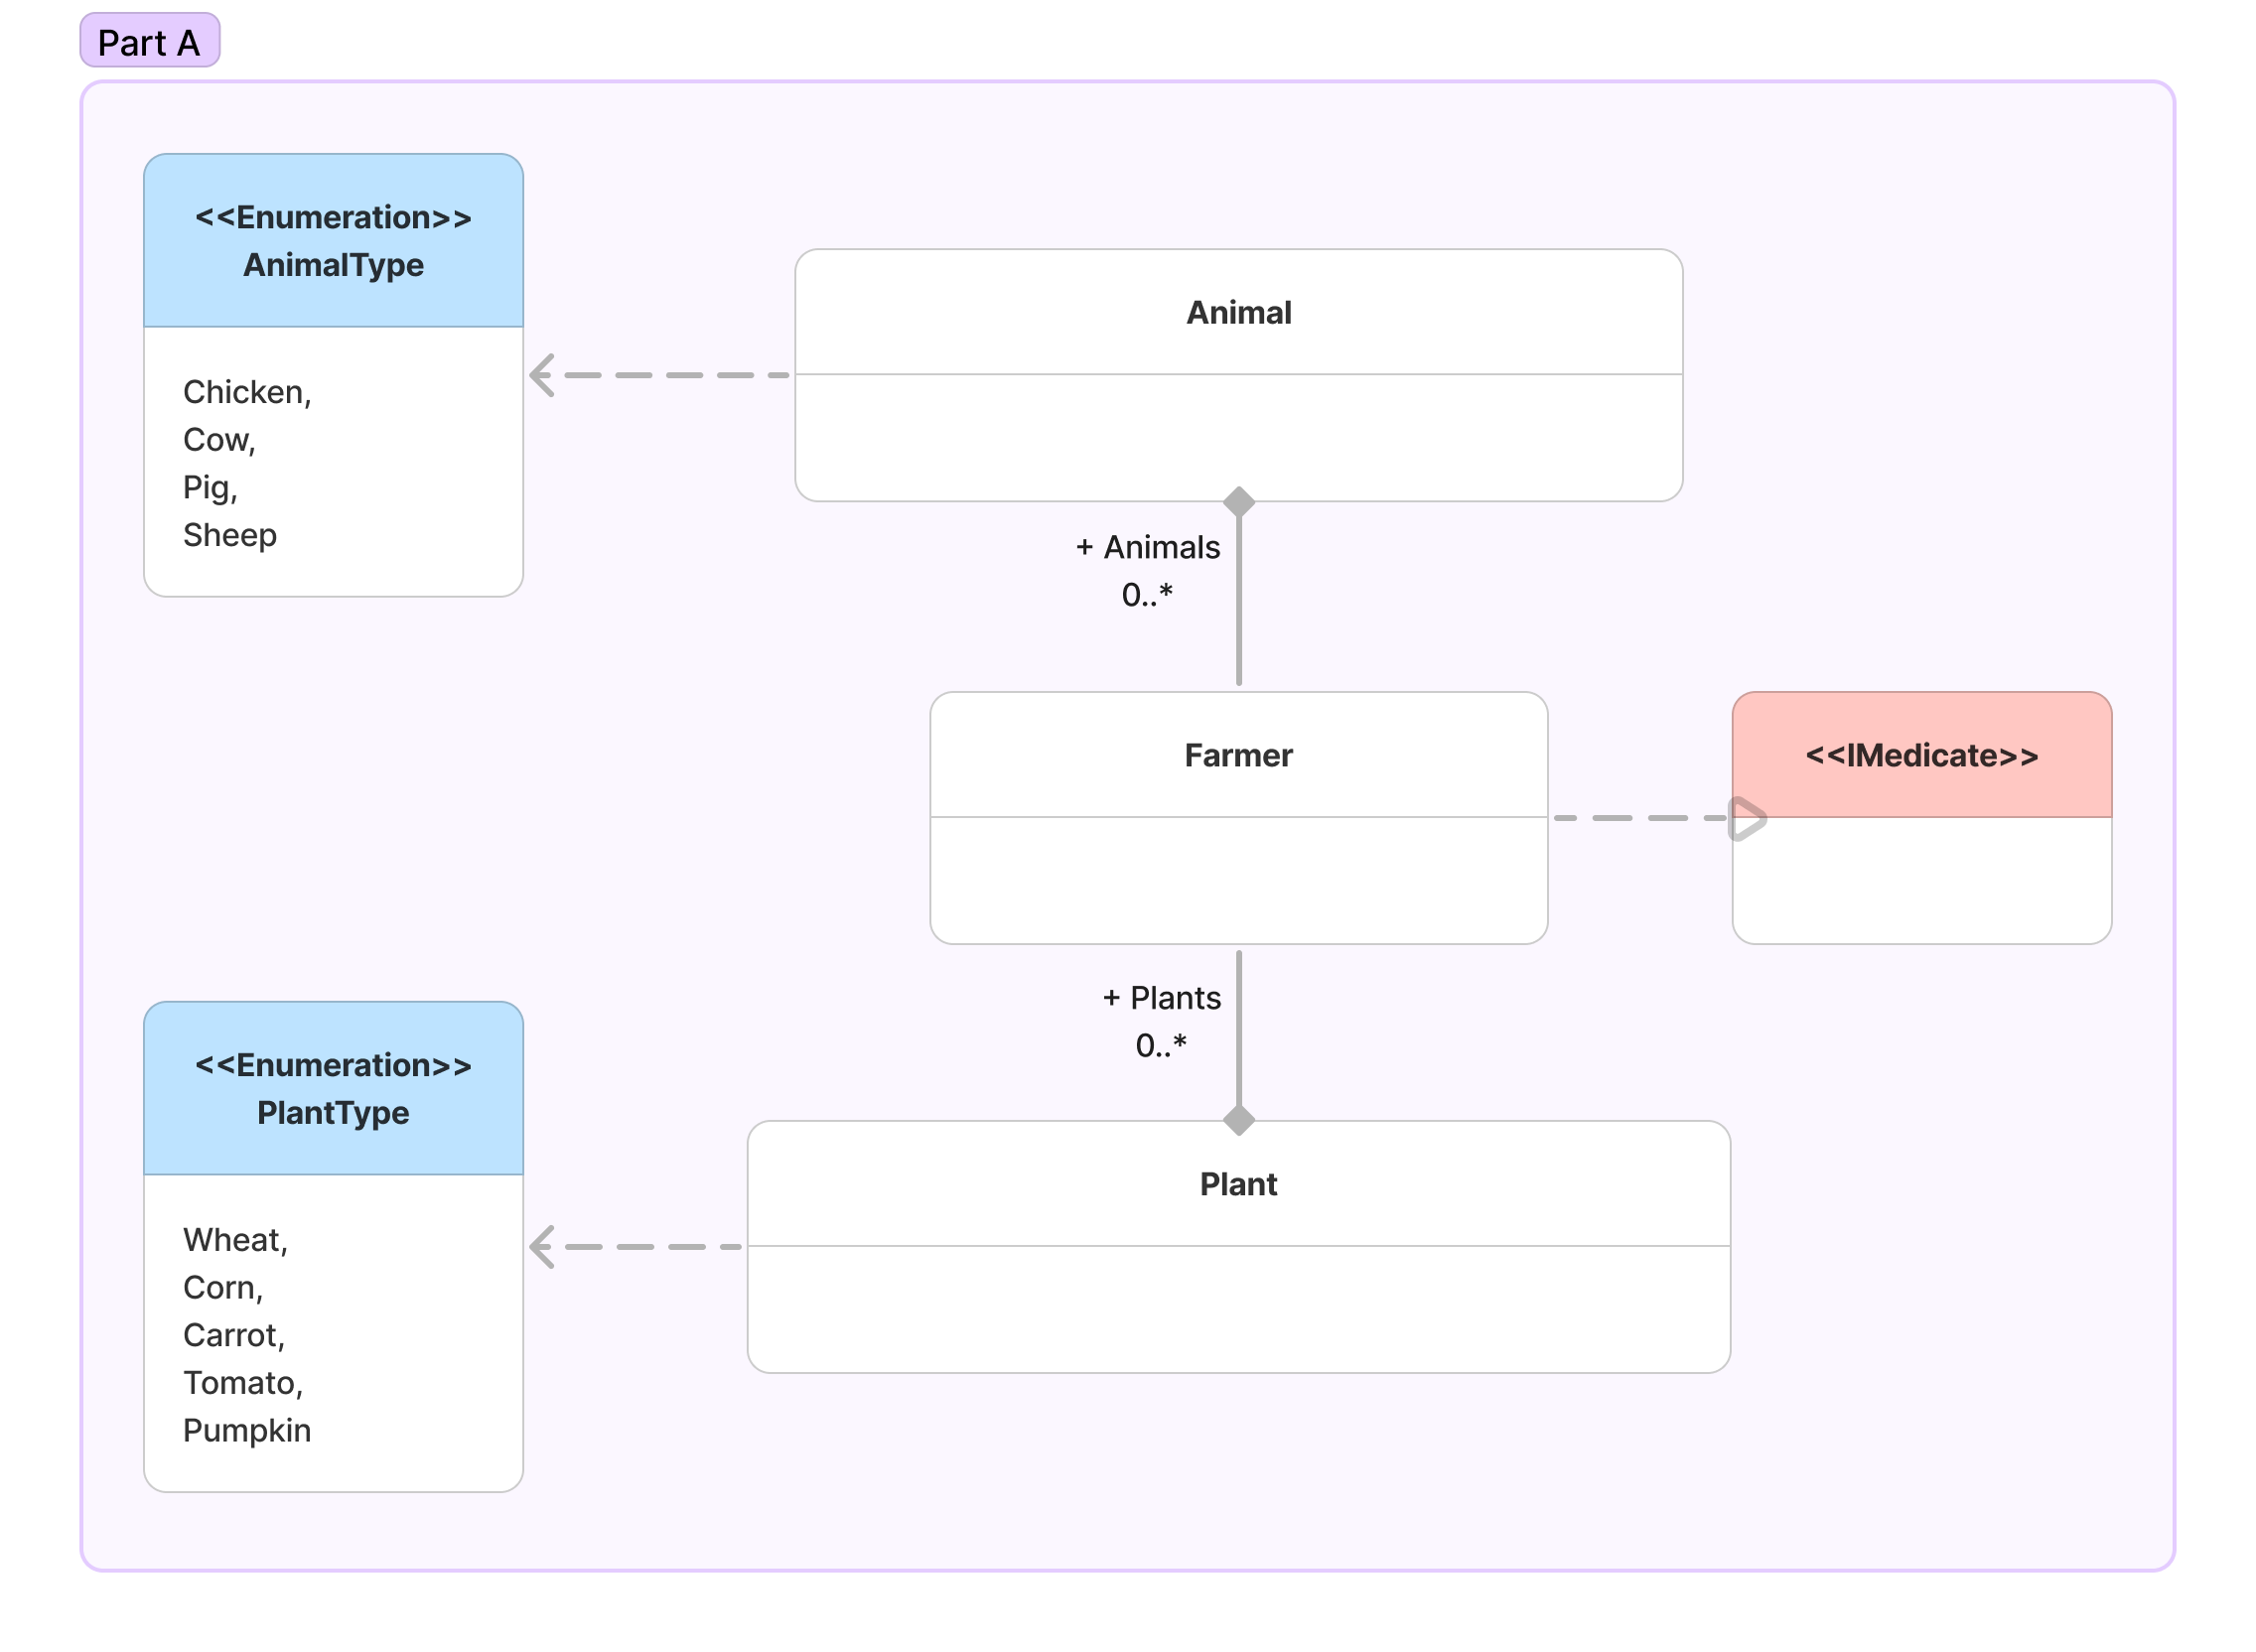 Part A
<<Enumeration>>
AnimalType
Chicken,
Cow,
Pig,
Sheep
Animal
+ Animals
0..*
Farmer
<<IMedicate>>
+ Plants
0..*
<<Enumeration>>
PlantType
Wheat,
Corn,
Carrot,
Tomato,
Pumpkin
Plant